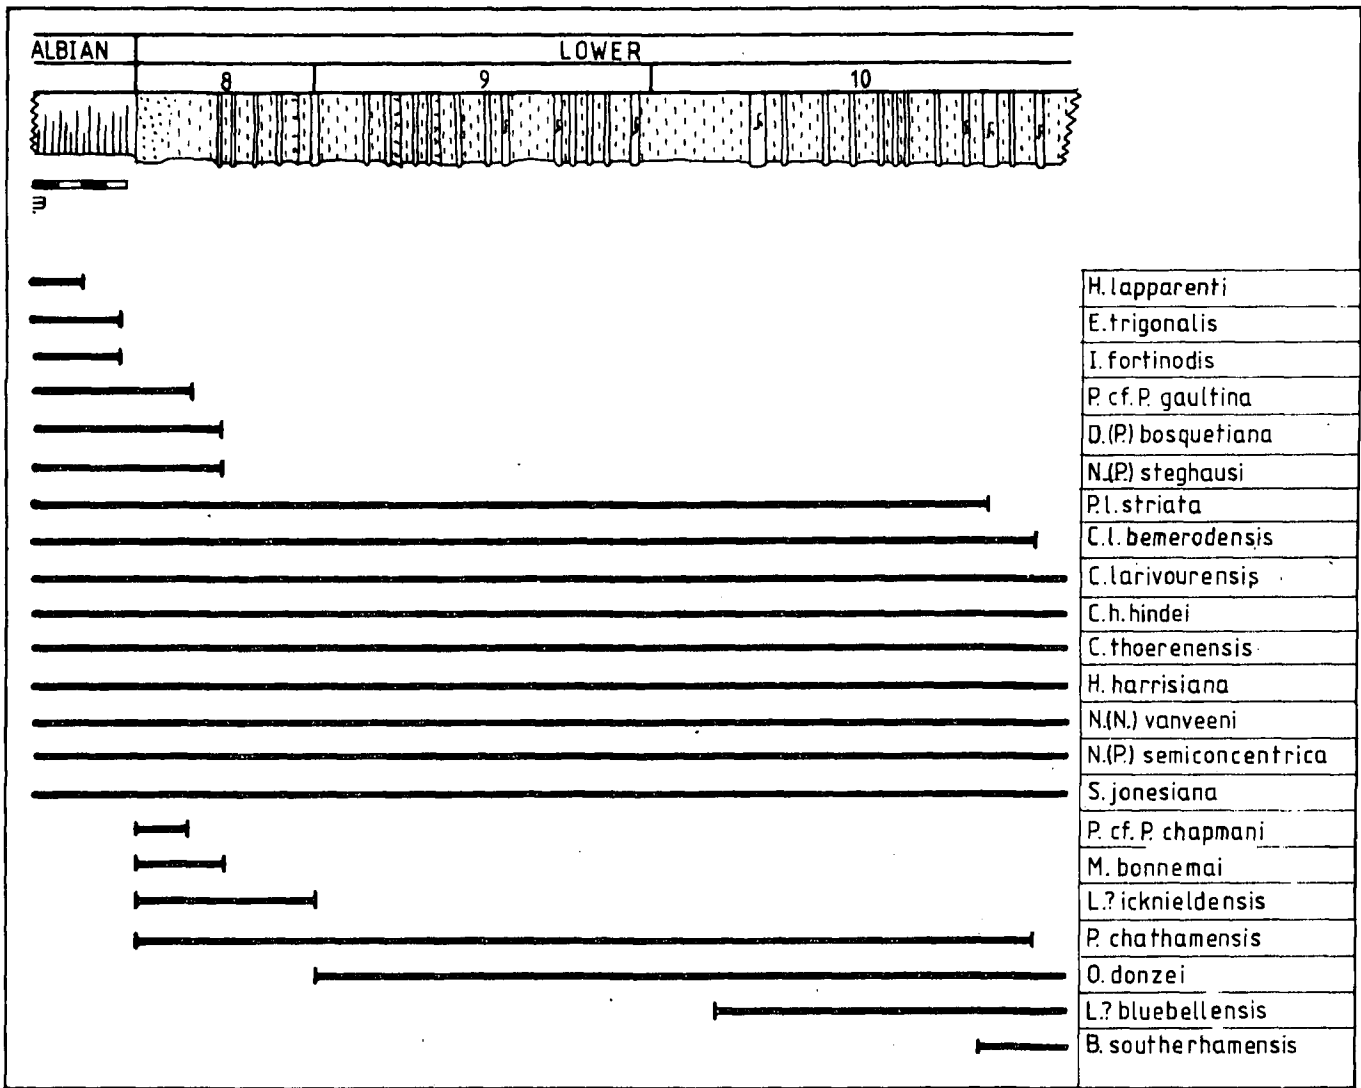 ALBIAN
LOWER
8
9
10
m
H. lapparenti
E. trigonalis
I. fortinodis
P. cf. P. gaultina
D.(P.) bosquetiana
N.(P.) steghausi
P. l. striata
C. l. bemerodensis
C. larivourensis
C. h. hindei
C. thoerenensis
H. harrisiana
N.(N.) vanveeni
N.(P.) semiconcentrica
S. jonesiana
P. cf. P. chapmani
M. bonnemai
L.? icknieldensis
P. chathamensis
O. donzei
L.? bluebellensis
B. southerhamensis